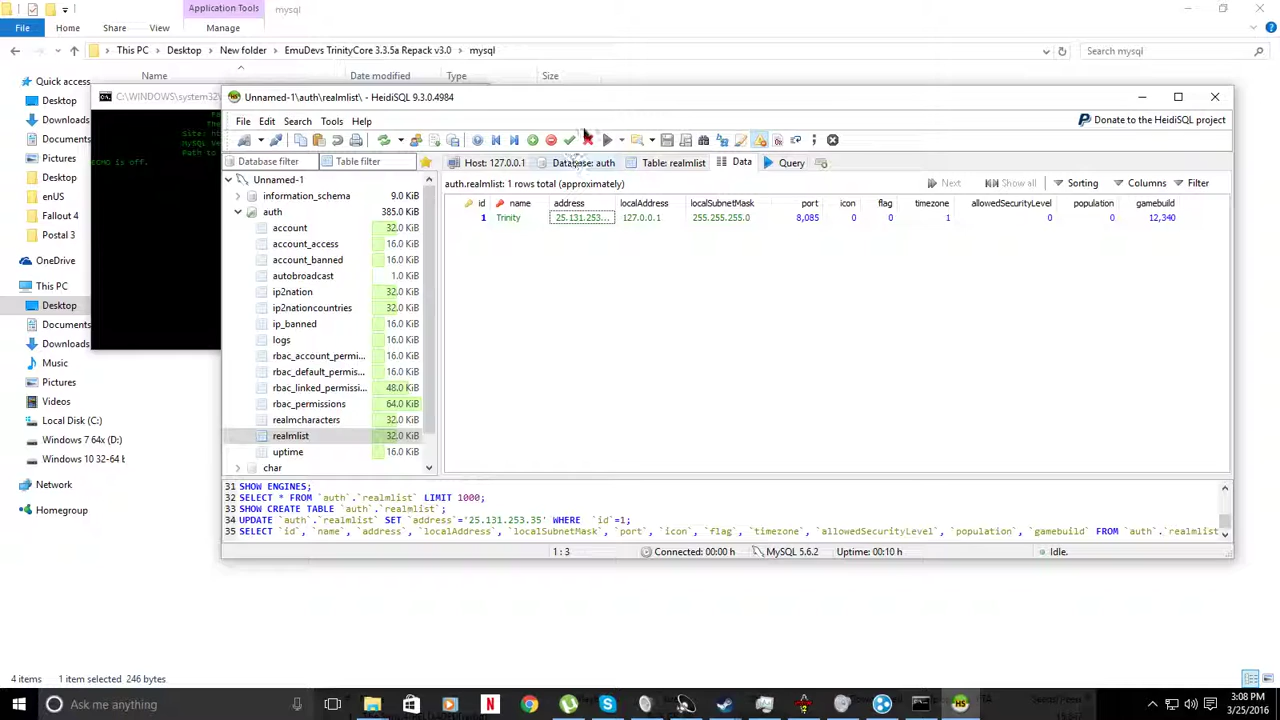 Application Tools
mysql
File
Home
Share
View
Manage
This PC
Desktop
New folder
EmuDevs TrinityCore 3.3.5a Repack v3.0
mysql
Search mysql
Name
Date modified
Type
Size
Quick access
Desktop
Downloads
Documents
Pictures
Desktop
enUS
Fallout 4
Postal 3
OneDrive
This PC
Desktop
Documents
Downloads
Music
Pictures
Videos
Local Disk (C:)
Windows 7 64x (D:)
Windows 10 32-64 b
Network
Homegroup
C:\WINDOWS\system32\
Site:
MySQL
Path to
ECHO is off.
Unnamed-1\auth\realmlist\ - HeidiSQL 9.3.0.4984
File Edit Search Tools Help
Donate to the HeidiSQL project
Database filter
Table filter
Host: 127.0.0.1
Database: auth
Table: realmlist
Data
Query
auth.realmlist: 1 rows total (approximately)
Next
Show all
Sorting
Columns
Filter
id name address localAddress localSubnetMask port icon flag timezone allowedSecurityLevel population gamebuild
1 Trinity 25.131.253... 127.0.0.1 255.255.255.0 8,085 0 0 1 0 0 12,340
Unnamed-1
information_schema 9.0 KiB
auth 385.0 KiB
account 32.0 KiB
account_access 16.0 KiB
account_banned 16.0 KiB
autobroadcast 1.0 KiB
ip2nation 32.0 KiB
ip2nationcountries 32.0 KiB
ip_banned 16.0 KiB
logs 16.0 KiB
rbac_account_permi... 16.0 KiB
rbac_default_permis... 16.0 KiB
rbac_linked_permissi... 48.0 KiB
rbac_permissions 64.0 KiB
realmcharacters 16.0 KiB
realmlist 32.0 KiB
uptime 16.0 KiB
char
31 SHOW ENGINES;
32 SELECT * FROM `auth`.`realmlist` LIMIT 1000;
33 SHOW CREATE TABLE `auth`.`realmlist`;
34 UPDATE `auth`.`realmlist` SET `address`='25.131.253.35' WHERE `id`=1;
35 SELECT `id`, `name`, `address`, `localAddress`, `localSubnetMask`, `port`, `icon`, `flag`, `timezone`, `allowedSecurityLevel`, `population`, `gamebuild` FROM `auth`.`realmlist
1 : 3
Connected: 00:00 h
MySQL 5.6.2
Uptime: 00:10 h
Idle.
4 items
1 item selected 246 bytes
Ask me anything
3:08 PM
3/25/2016